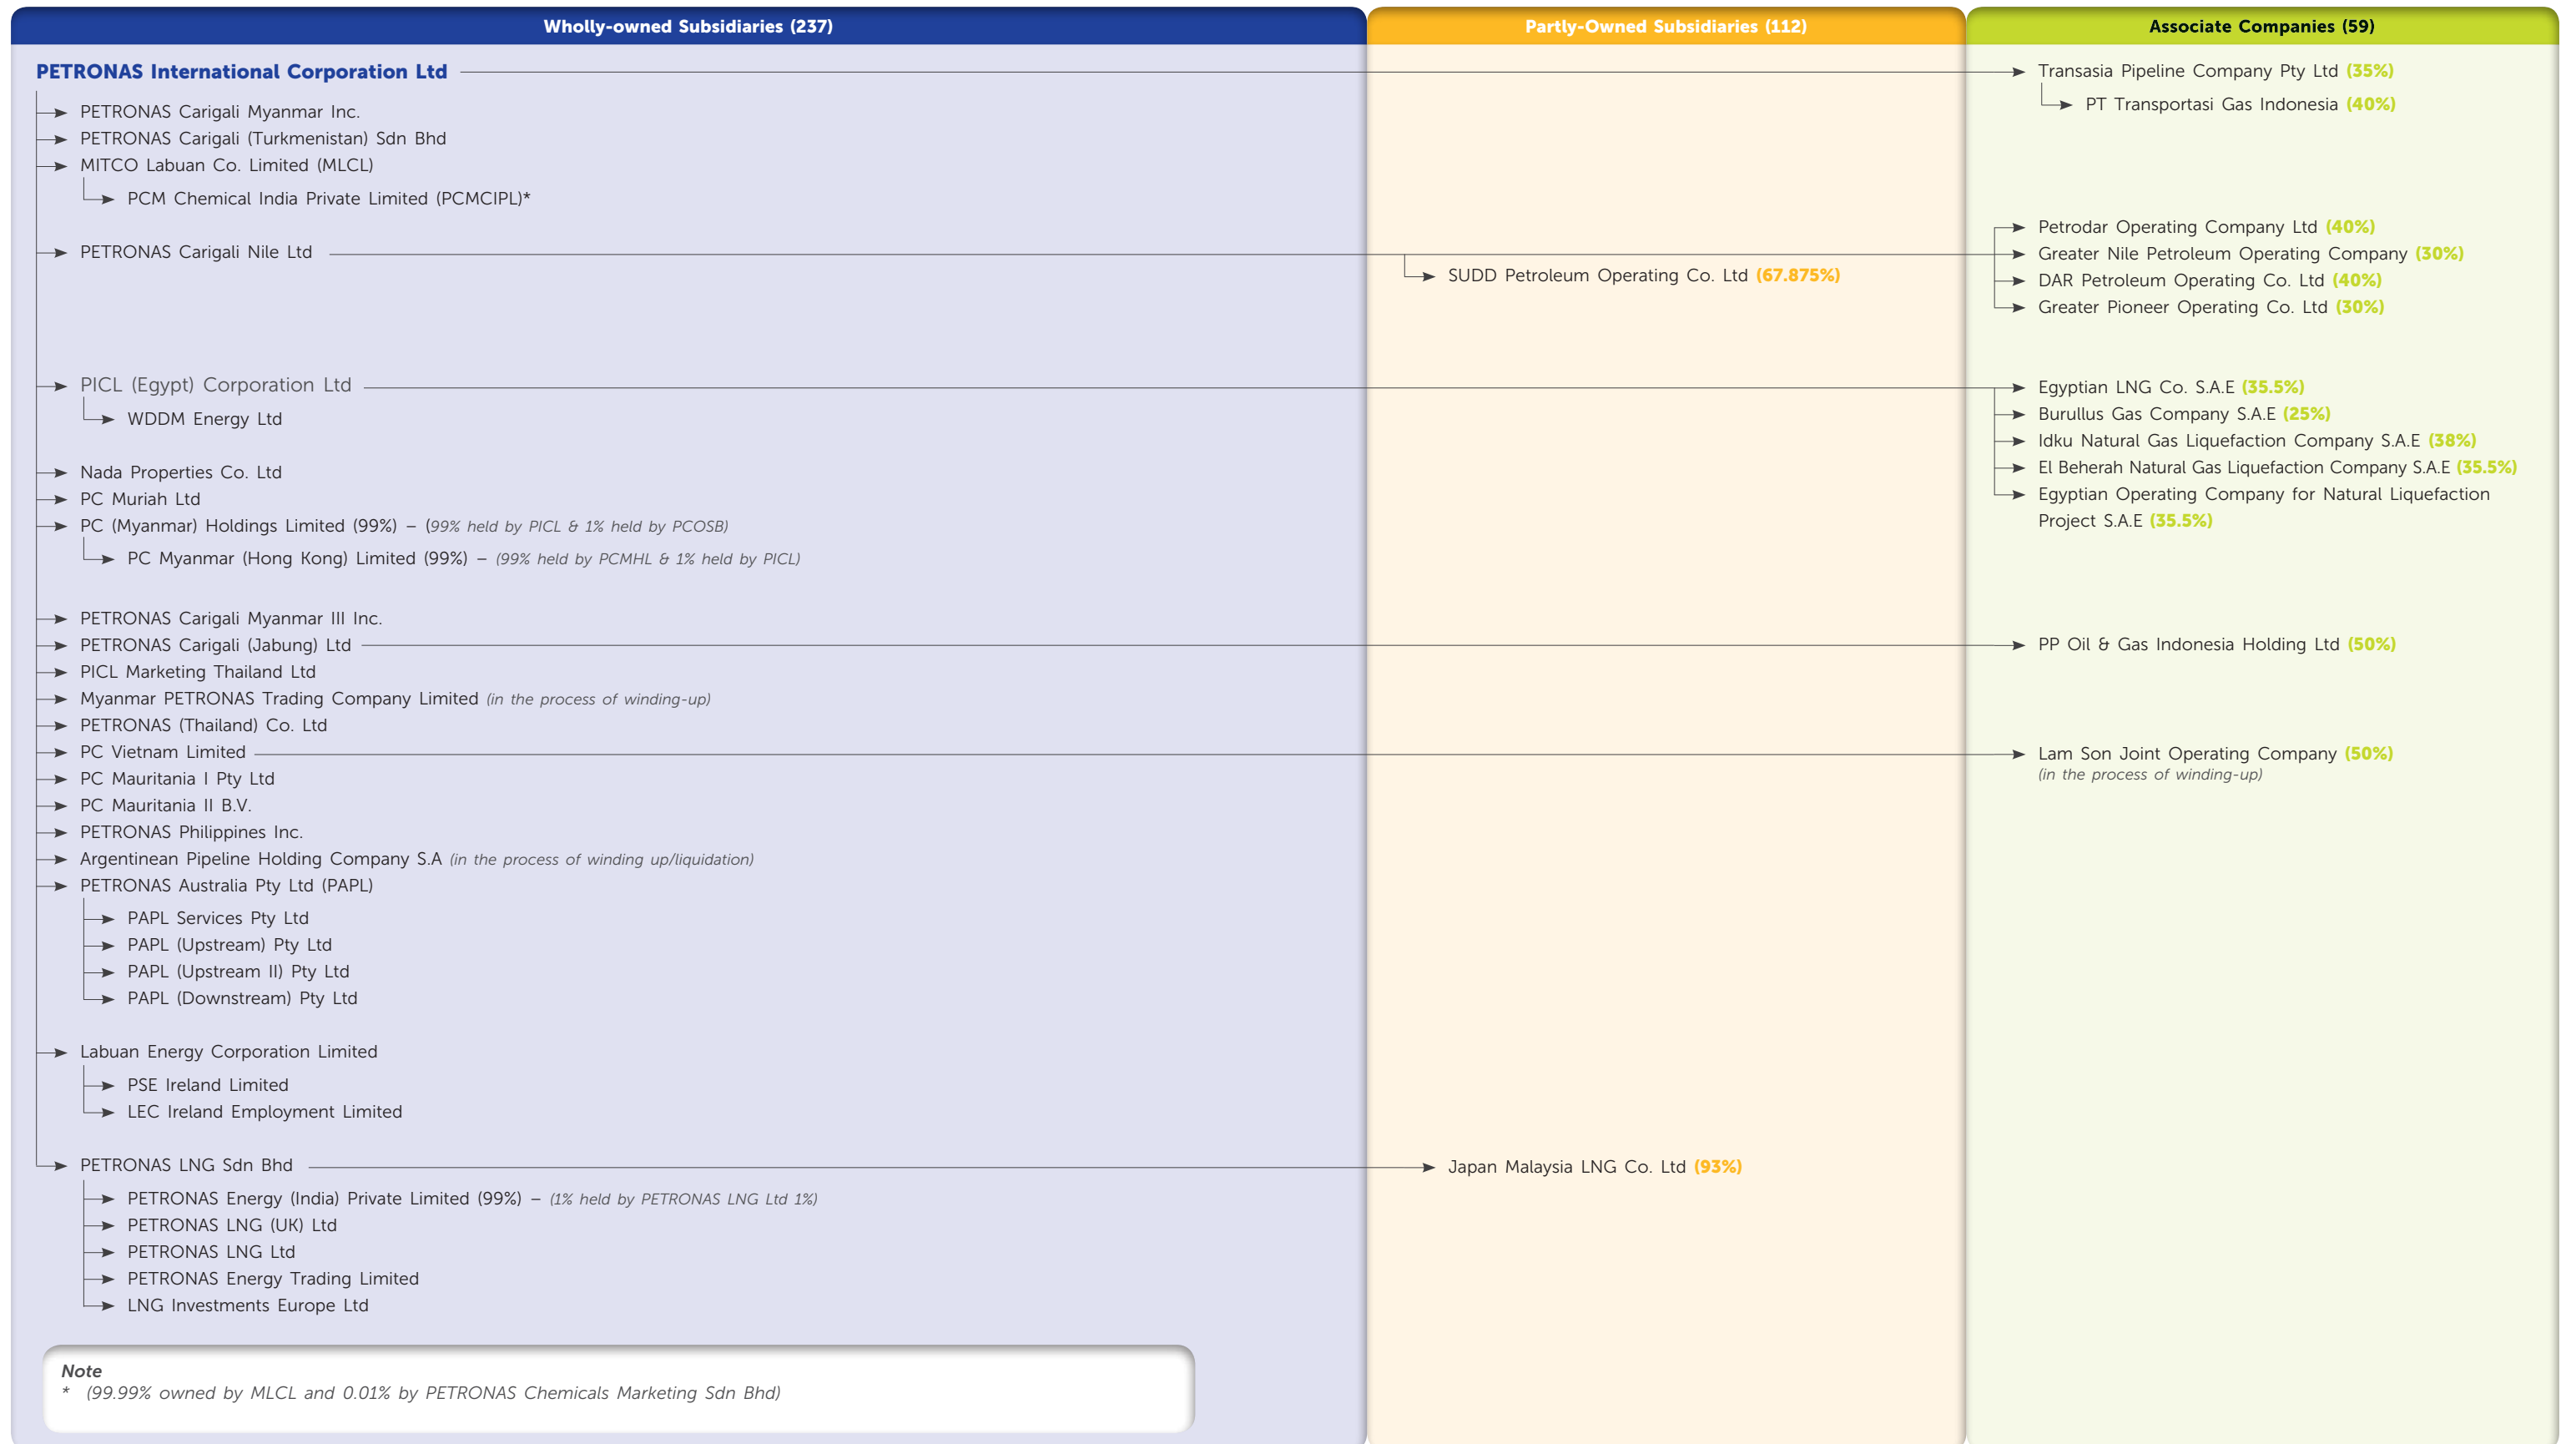 Wholly-owned Subsidiaries (237)
PETRONAS International Corporation Ltd
PETRONAS Carigali Myanmar Inc.
PETRONAS Carigali (Turkmenistan) Sdn Bhd
MITCO Labuan Co. Limited (MLCL)
PCM Chemical India Private Limited (PCMCIPL)*
PETRONAS Carigali Nile Ltd
PICL (Egypt) Corporation Ltd
WDDM Energy Ltd
Nada Properties Co. Ltd
PC Muriah Ltd
PC (Myanmar) Holdings Limited (99%) – (99% held by PICL & 1% held by PCOSB)
PC Myanmar (Hong Kong) Limited (99%) – (99% held by PCMHL & 1% held by PICL)
PETRONAS Carigali Myanmar III Inc.
PETRONAS Carigali (Jabung) Ltd
PICL Marketing Thailand Ltd
Myanmar PETRONAS Trading Company Limited (in the process of winding-up)
PETRONAS (Thailand) Co. Ltd
PC Vietnam Limited
PC Mauritania I Pty Ltd
PC Mauritania II B.V.
PETRONAS Philippines Inc.
Argentinean Pipeline Holding Company S.A (in the process of winding up/liquidation)
PETRONAS Australia Pty Ltd (PAPL)
PAPL Services Pty Ltd
PAPL (Upstream) Pty Ltd
PAPL (Upstream II) Pty Ltd
PAPL (Downstream) Pty Ltd
Labuan Energy Corporation Limited
PSE Ireland Limited
LEC Ireland Employment Limited
PETRONAS LNG Sdn Bhd
PETRONAS Energy (India) Private Limited (99%) – (1% held by PETRONAS LNG Ltd 1%)
PETRONAS LNG (UK) Ltd
PETRONAS LNG Ltd
PETRONAS Energy Trading Limited
LNG Investments Europe Ltd
Note
* (99.99% owned by MLCL and 0.01% by PETRONAS Chemicals Marketing Sdn Bhd)
Partly-Owned Subsidiaries (112)
SUDD Petroleum Operating Co. Ltd (67.875%)
Japan Malaysia LNG Co. Ltd (93%)
Associate Companies (59)
Transasia Pipeline Company Pty Ltd (35%)
PT Transportasi Gas Indonesia (40%)
Petrodar Operating Company Ltd (40%)
Greater Nile Petroleum Operating Company (30%)
DAR Petroleum Operating Co. Ltd (40%)
Greater Pioneer Operating Co. Ltd (30%)
Egyptian LNG Co. S.A.E (35.5%)
Burullus Gas Company S.A.E (25%)
Idku Natural Gas Liquefaction Company S.A.E (38%)
El Beherah Natural Gas Liquefaction Company S.A.E (35.5%)
Egyptian Operating Company for Natural Liquefaction
Project S.A.E (35.5%)
PP Oil & Gas Indonesia Holding Ltd (50%)
Lam Son Joint Operating Company (50%)
(in the process of winding-up)